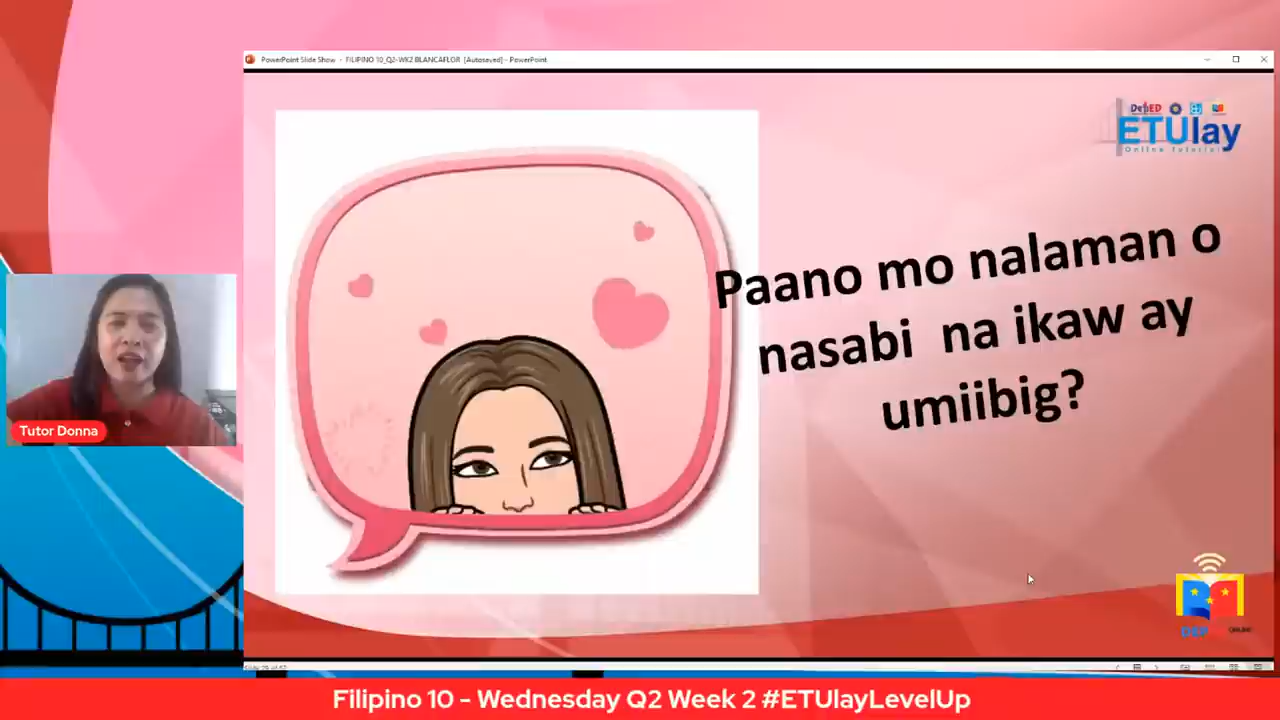 PowerPoint Slide Show - FILIPINO 10_Q2-WK2 BLANCAFLOR [Autosaved] - PowerPoint
DepED
ETUlay
Online Tutorial
Paano mo nalaman o
nasabi na ikaw ay
umiibig?
Tutor Donna
Filipino 10 - Wednesday Q2 Week 2 #ETUlayLevelUp